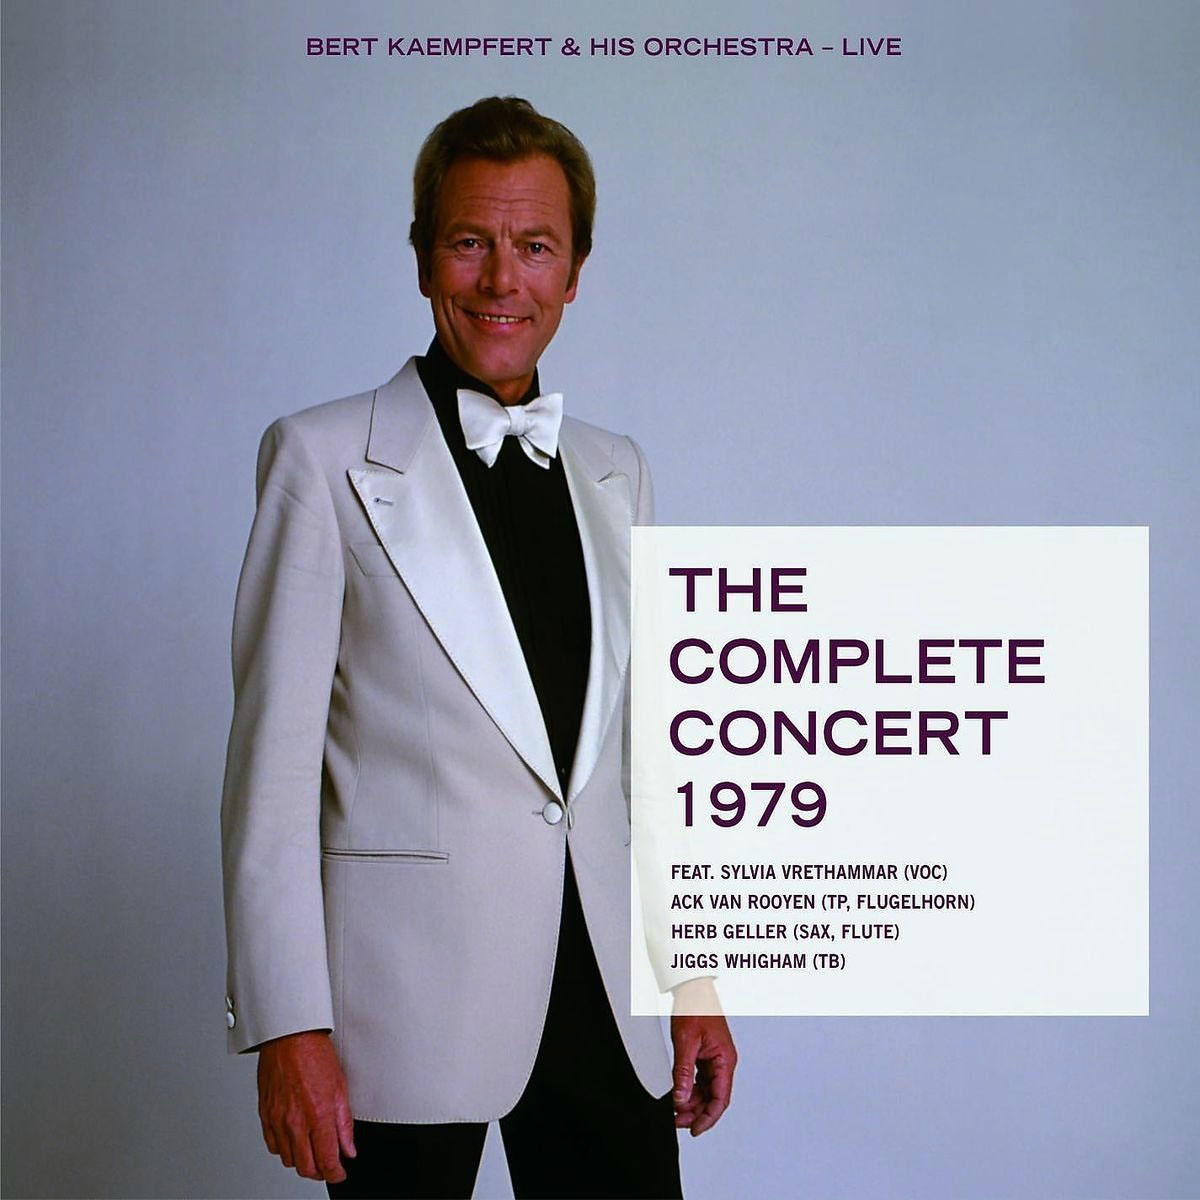 BERT KAEMPFERT & HIS ORCHESTRA – LIVE
THE
COMPLETE
CONCERT
1979
FEAT. SYLVIA VRETHAMMAR (VOC)
ACK VAN ROOYEN (TP, FLUGELHORN)
HERB GELLER (SAX, FLUTE)
JIGGS WHIGHAM (TB)